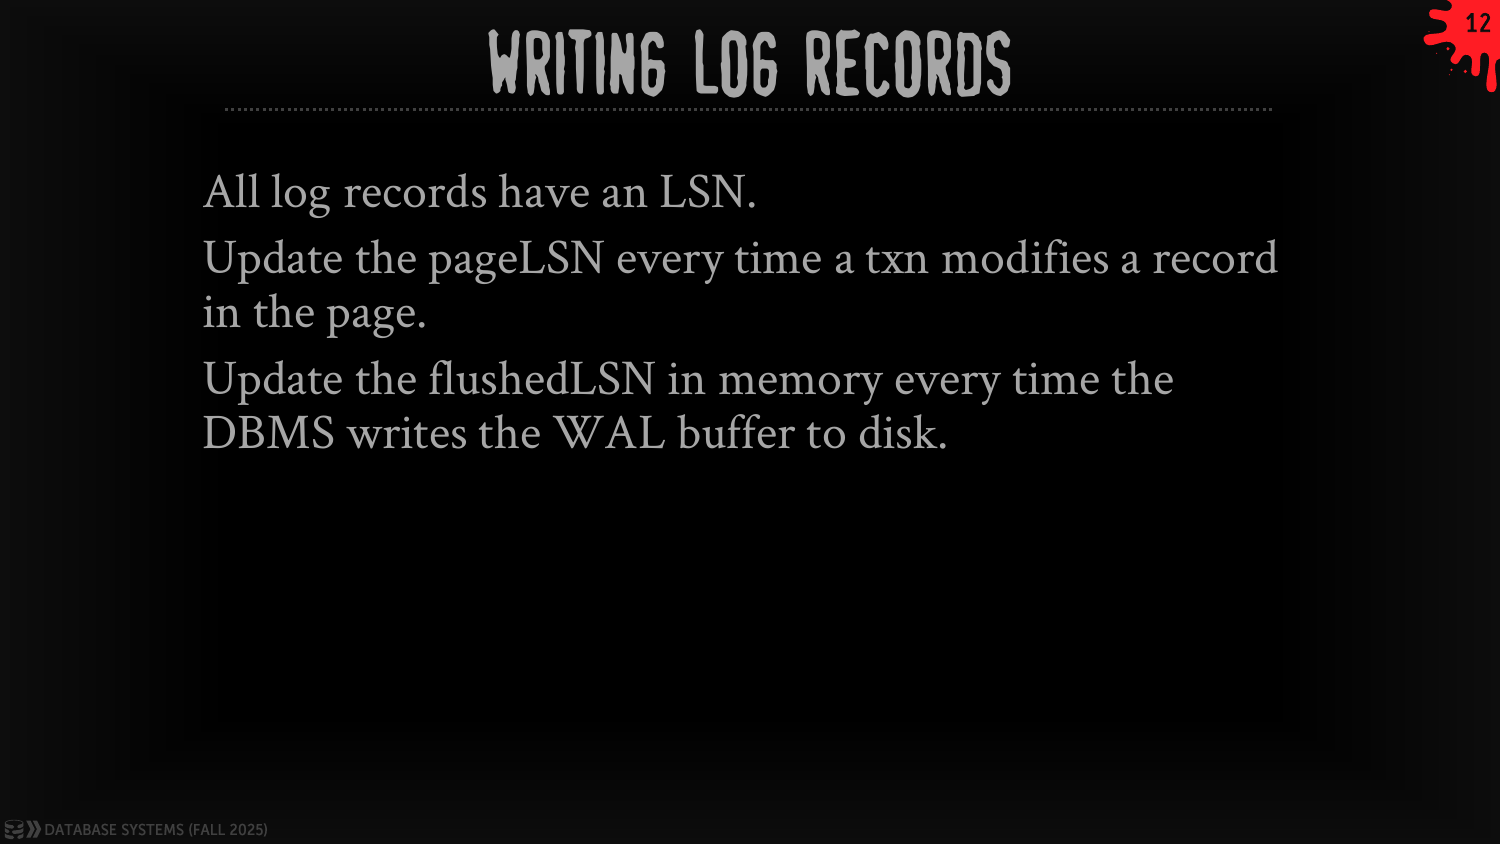 WRITING LOG RECORDS
12
All log records have an LSN.
Update the pageLSN every time a txn modifies a record
in the page.
Update the flushedLSN in memory every time the
DBMS writes the WAL buffer to disk.
DATABASE SYSTEMS (FALL 2025)